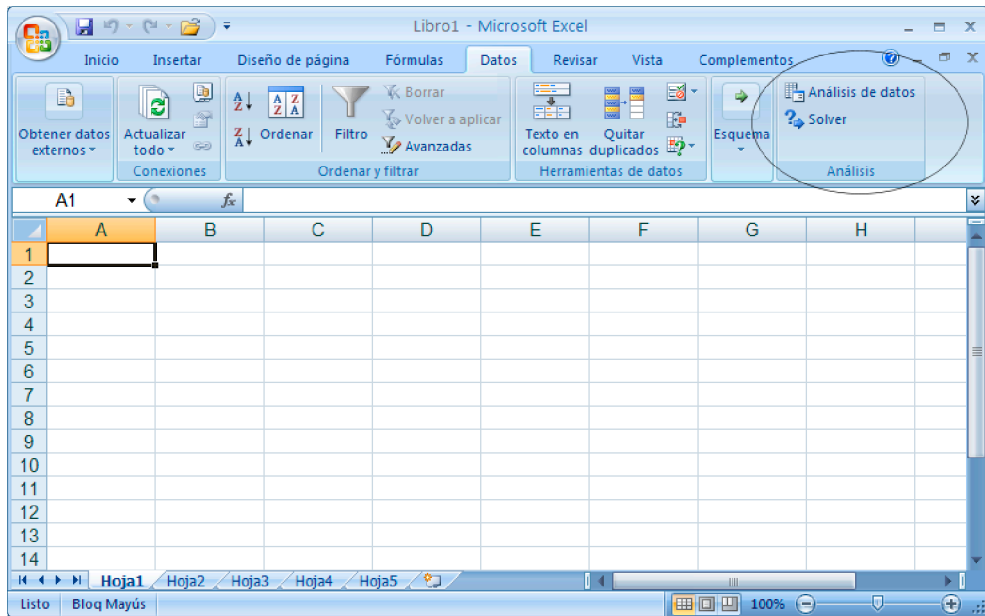 Libro1 - Microsoft Excel
Inicio Insertar Diseño de página Fórmulas Datos Revisar Vista Complementos
Obtener datos externos
Actualizar todo
Conexiones
A Z
Z A
A Z
Z A
Ordenar
Filtro
Borrar
Volver a aplicar
Avanzadas
Ordenar y filtrar
Texto en columnas
Quitar duplicados
Herramientas de datos
Esquema
Análisis de datos
Solver
Análisis
A1 fx
A B C D E F G H
1
2
3
4
5
6
7
8
9
10
11
12
13
14
Hoja1 Hoja2 Hoja3 Hoja4 Hoja5
Listo Bloq Mayús 100%